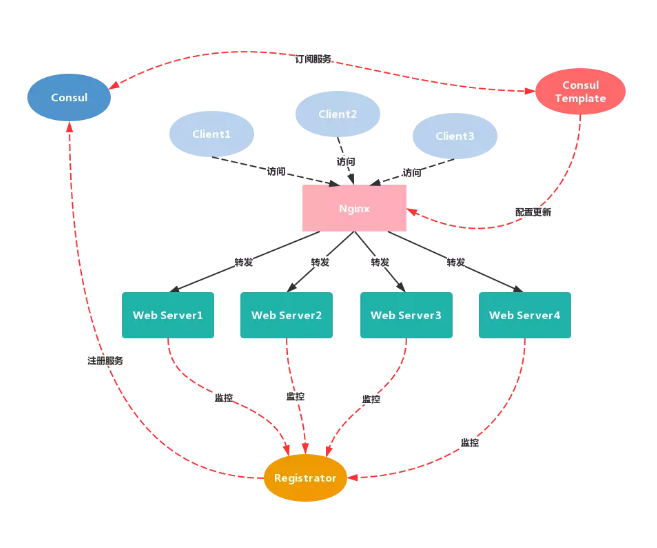 订阅服务
Consul
Consul
Template
Client1
Client2
Client3
访问
访问
访问
Nginx
配置更新
转发
转发
转发
转发
Web Server1
Web Server2
Web Server3
Web Server4
注册服务
监控
监控
监控
监控
Registrator